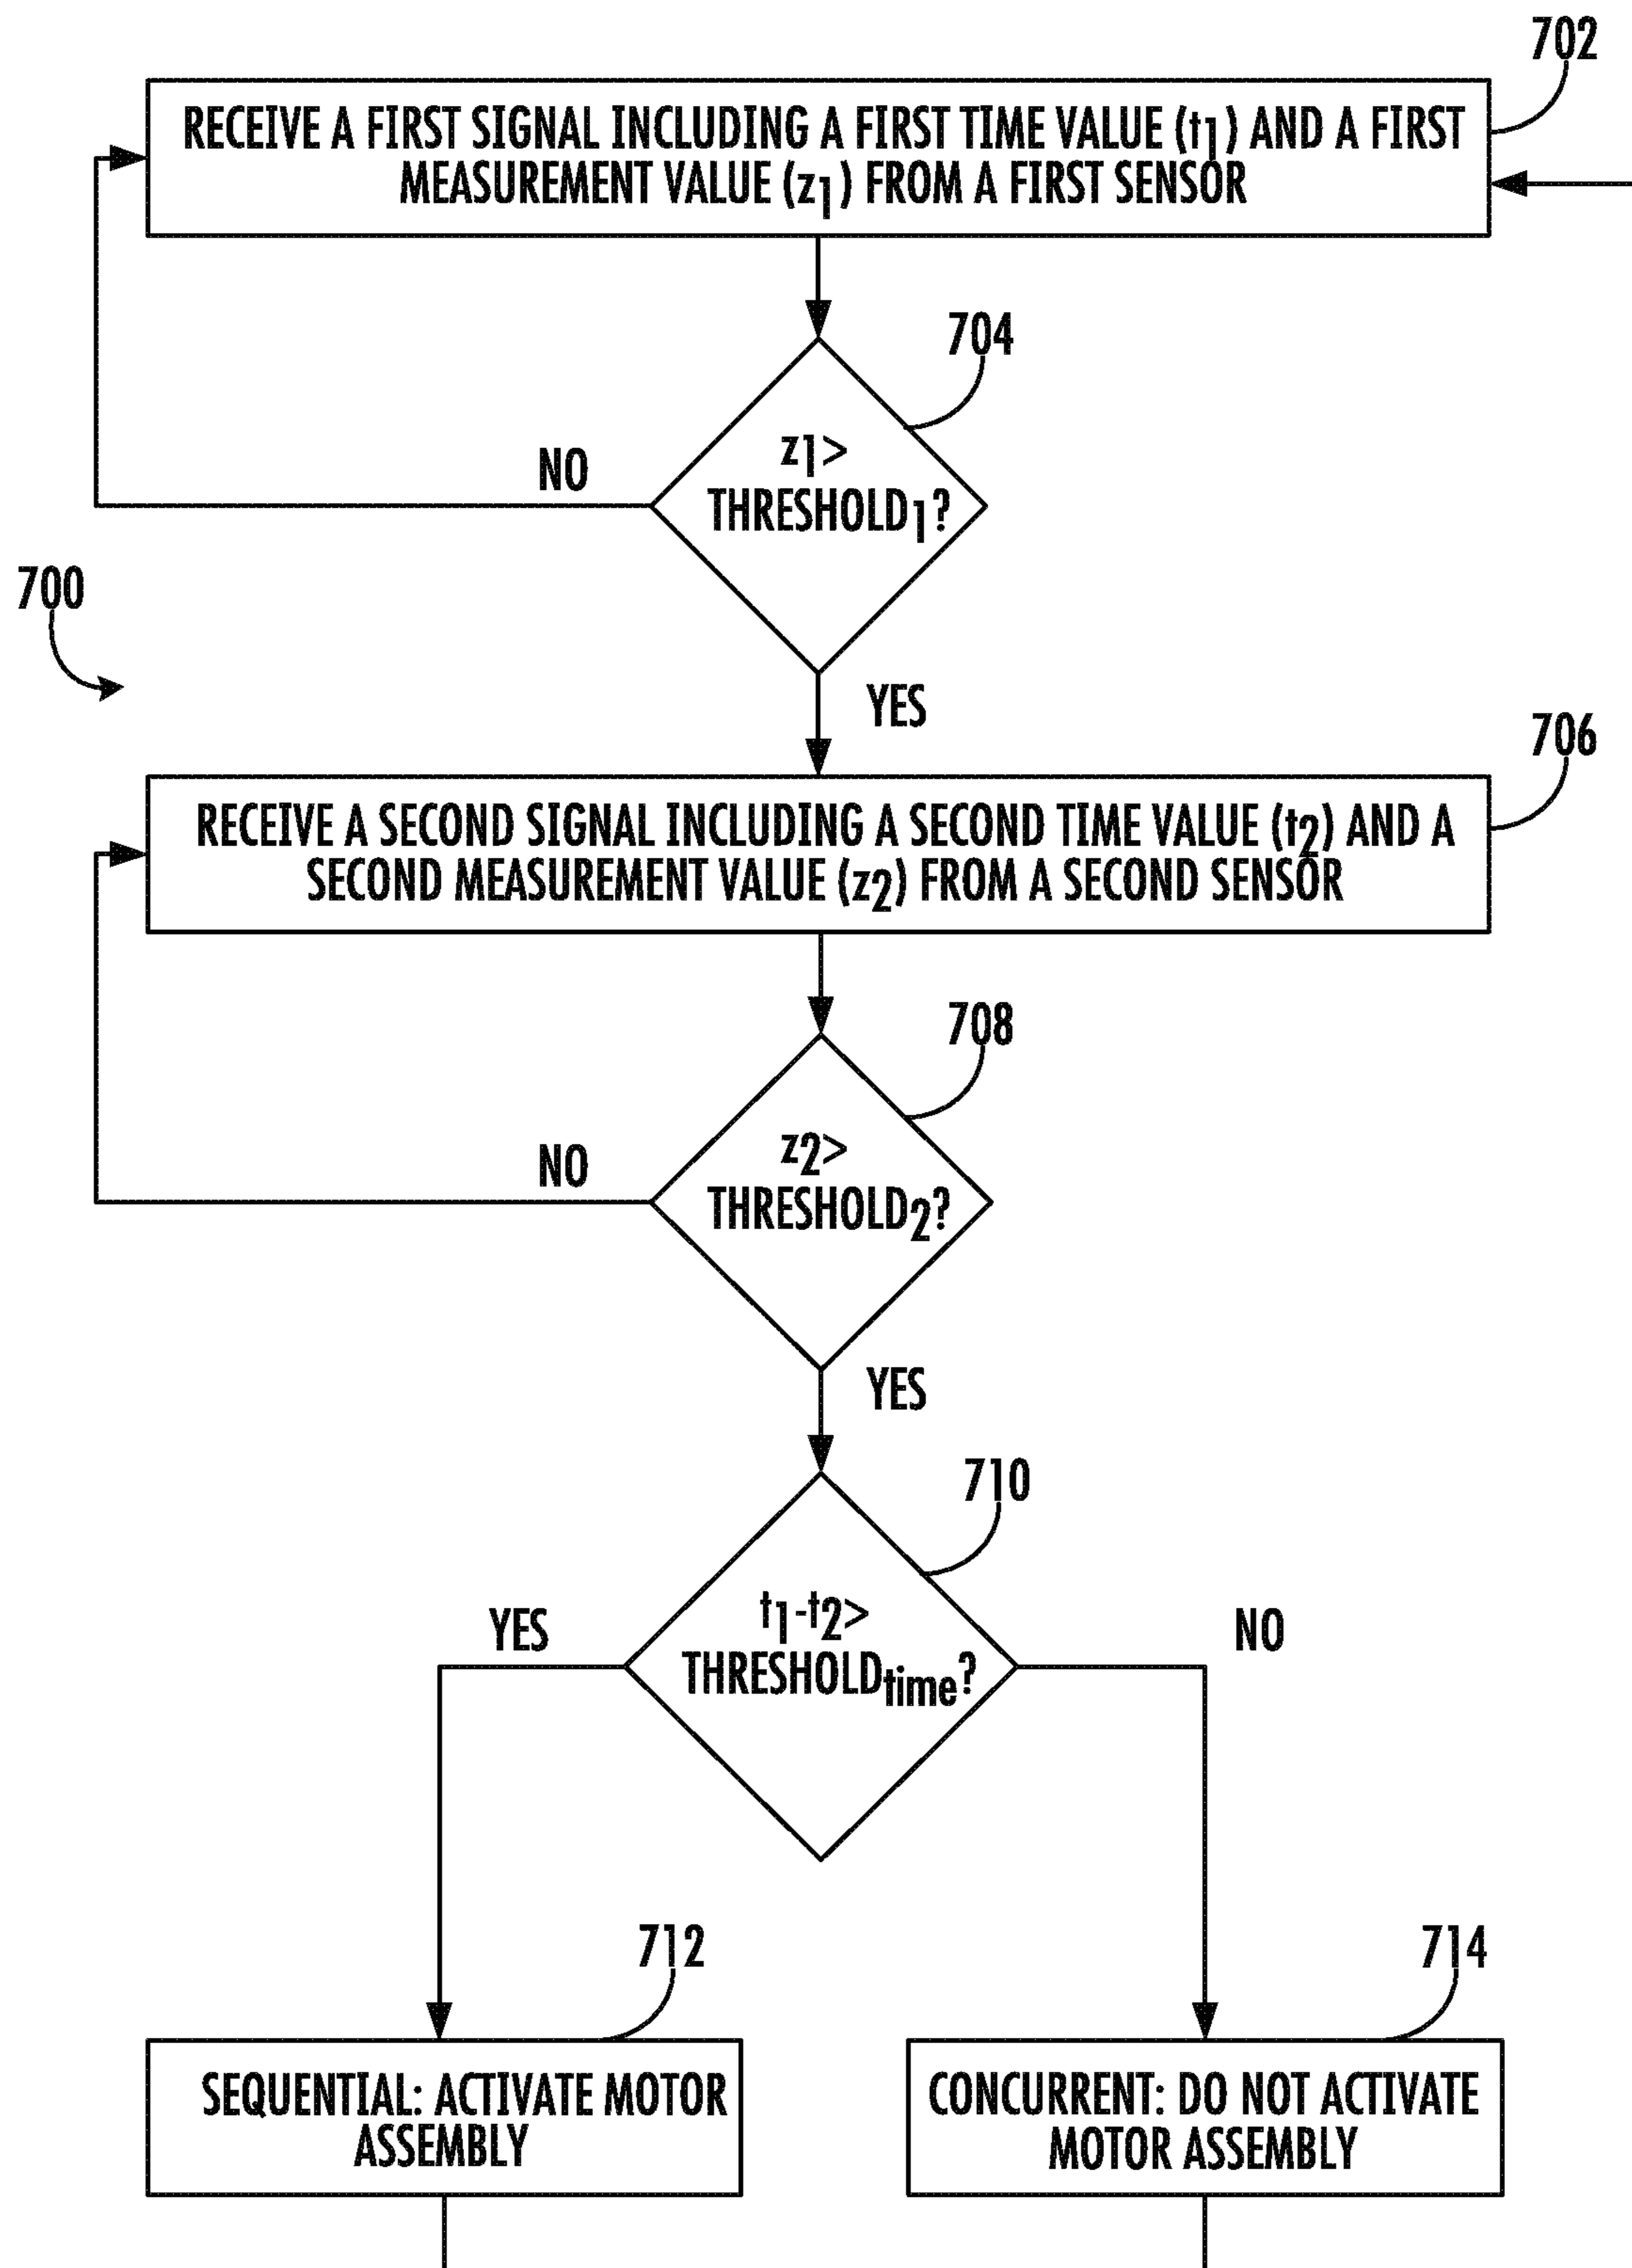 702
RECEIVE A FIRST SIGNAL INCLUDING A FIRST TIME VALUE (t1) AND A FIRST
MEASUREMENT VALUE (z1) FROM A FIRST SENSOR
704
z1>
THRESHOLD1?
NO
700
YES
706
RECEIVE A SECOND SIGNAL INCLUDING A SECOND TIME VALUE (t2) AND A
SECOND MEASUREMENT VALUE (z2) FROM A SECOND SENSOR
708
z2>
THRESHOLD2?
NO
YES
710
t1-t2>
THRESHOLDtime?
YES
NO
712
714
SEQUENTIAL: ACTIVATE MOTOR
ASSEMBLY
CONCURRENT: DO NOT ACTIVATE
MOTOR ASSEMBLY